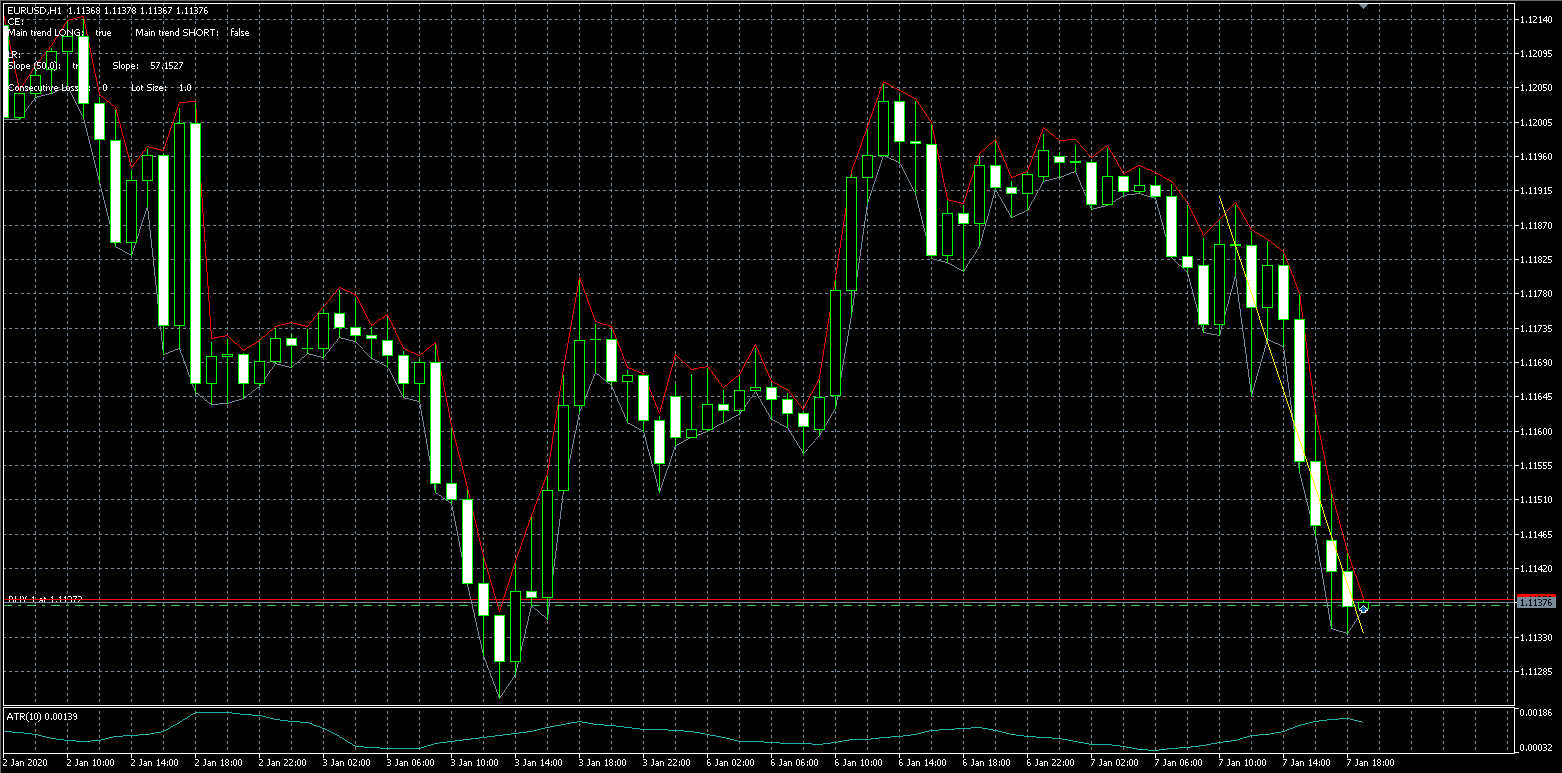 EURUSD,H1 1.11368 1.11378 1.11367 1.11376
CE:
Main trend LONG: true Main trend SHORT: false
LR:
Slope (50.0): Slope: 57.1527
Consecutive 0 Lot Size: 1.0
BUY 1 at 1.11372
1.12140
1.12095
1.12050
1.12005
1.11960
1.11915
1.11870
1.11825
1.11780
1.11735
1.11690
1.11645
1.11600
1.11555
1.11510
1.11465
1.11420
1.11376
1.11330
1.11285
ATR(10) 0.00139
0.00186
0.00032
2 Jan 2020 2 Jan 10:00 2 Jan 14:00 2 Jan 18:00 2 Jan 22:00 3 Jan 02:00 3 Jan 06:00 3 Jan 10:00 3 Jan 14:00 3 Jan 18:00 3 Jan 22:00 6 Jan 02:00 6 Jan 06:00 6 Jan 10:00 6 Jan 14:00 6 Jan 18:00 6 Jan 22:00 7 Jan 02:00 7 Jan 06:00 7 Jan 10:00 7 Jan 14:00 7 Jan 18:00